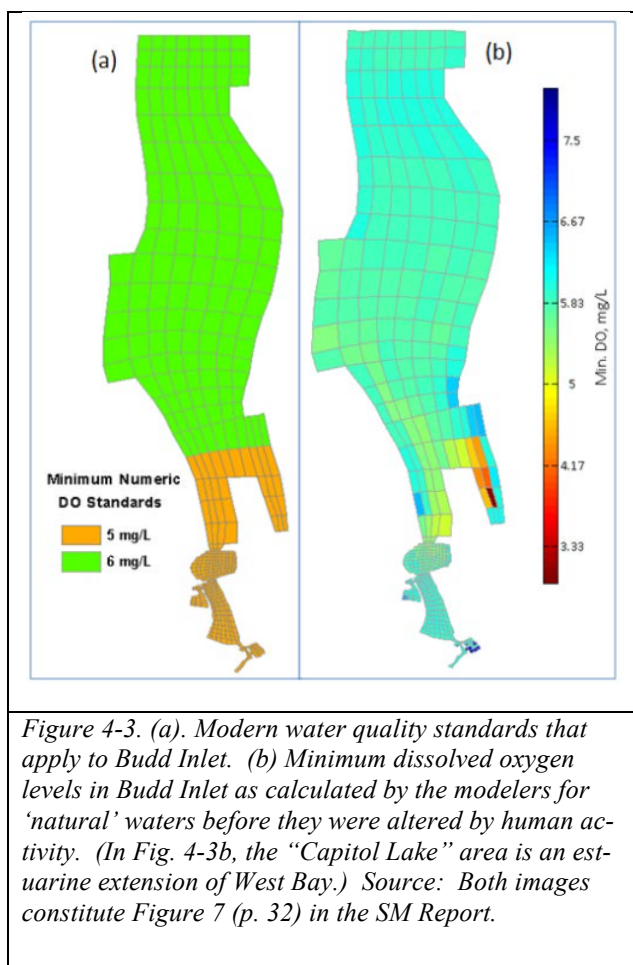 (a)
(b)
7.5
6.67
5.83
5
4.17
3.33
Min. DO, mg/L
Minimum Numeric
DO Standards
5 mg/L
6 mg/L
Figure 4-3. (a). Modern water quality standards that
apply to Budd Inlet. (b) Minimum dissolved oxygen
levels in Budd Inlet as calculated by the modelers for
‘natural’ waters before they were altered by human ac-
tivity. (In Fig. 4-3b, the “Capitol Lake” area is an est-
uarine extension of West Bay.) Source: Both images
constitute Figure 7 (p. 32) in the SM Report.